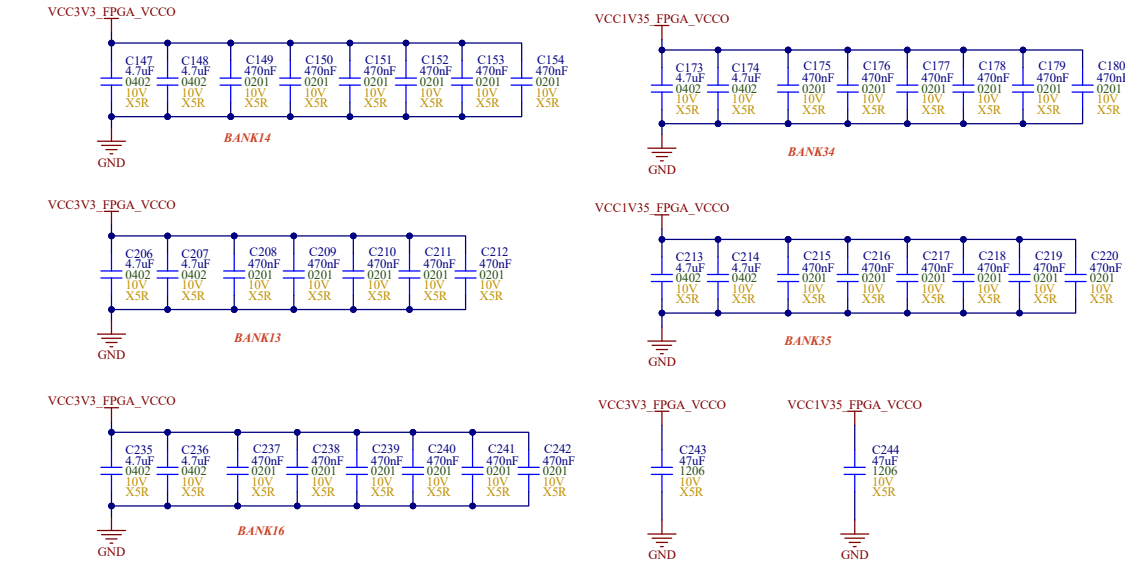 VCC3V3_FPGA_VCCO
C147 C148 C149 C150 C151 C152 C153 C154
4.7uF 4.7uF 470nF 470nF 470nF 470nF 470nF 470nF
0402 0402 0201 0201 0201 0201 0201 0201
10V 10V 10V 10V 10V 10V 10V 10V
X5R X5R X5R X5R X5R X5R X5R X5R
BANK14
GND
VCC1V35_FPGA_VCCO
C173 C174 C175 C176 C177 C178 C179 C180
4.7uF 4.7uF 470nF 470nF 470nF 470nF 470nF 470nF
0402 0402 0201 0201 0201 0201 0201 0201
10V 10V 10V 10V 10V 10V 10V 10V
X5R X5R X5R X5R X5R X5R X5R X5R
BANK34
GND
VCC3V3_FPGA_VCCO
C206 C207 C208 C209 C210 C211 C212
4.7uF 4.7uF 470nF 470nF 470nF 470nF 470nF
0402 0402 0201 0201 0201 0201 0201
10V 10V 10V 10V 10V 10V 10V
X5R X5R X5R X5R X5R X5R X5R
BANK13
GND
VCC1V35_FPGA_VCCO
C213 C214 C215 C216 C217 C218 C219 C220
4.7uF 4.7uF 470nF 470nF 470nF 470nF 470nF 470nF
0402 0402 0201 0201 0201 0201 0201 0201
10V 10V 10V 10V 10V 10V 10V 10V
X5R X5R X5R X5R X5R X5R X5R X5R
BANK35
GND
VCC3V3_FPGA_VCCO
C235 C236 C237 C238 C239 C240 C241 C242
4.7uF 4.7uF 470nF 470nF 470nF 470nF 470nF 470nF
0402 0402 0201 0201 0201 0201 0201 0201
10V 10V 10V 10V 10V 10V 10V 10V
X5R X5R X5R X5R X5R X5R X5R X5R
BANK16
GND
VCC3V3_FPGA_VCCO
C243
47uF
1206
10V
X5R
GND
VCC1V35_FPGA_VCCO
C244
47uF
1206
10V
X5R
GND